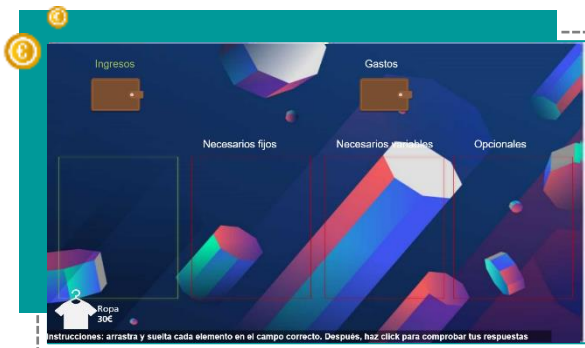 Ingresos
Gastos
Necesarios fijos
Necesarios variables
Opcionales
Ropa
30€
Instrucciones: arrastra y suelta cada elemento en el campo correcto. Después, haz click para comprobar tus respuestas